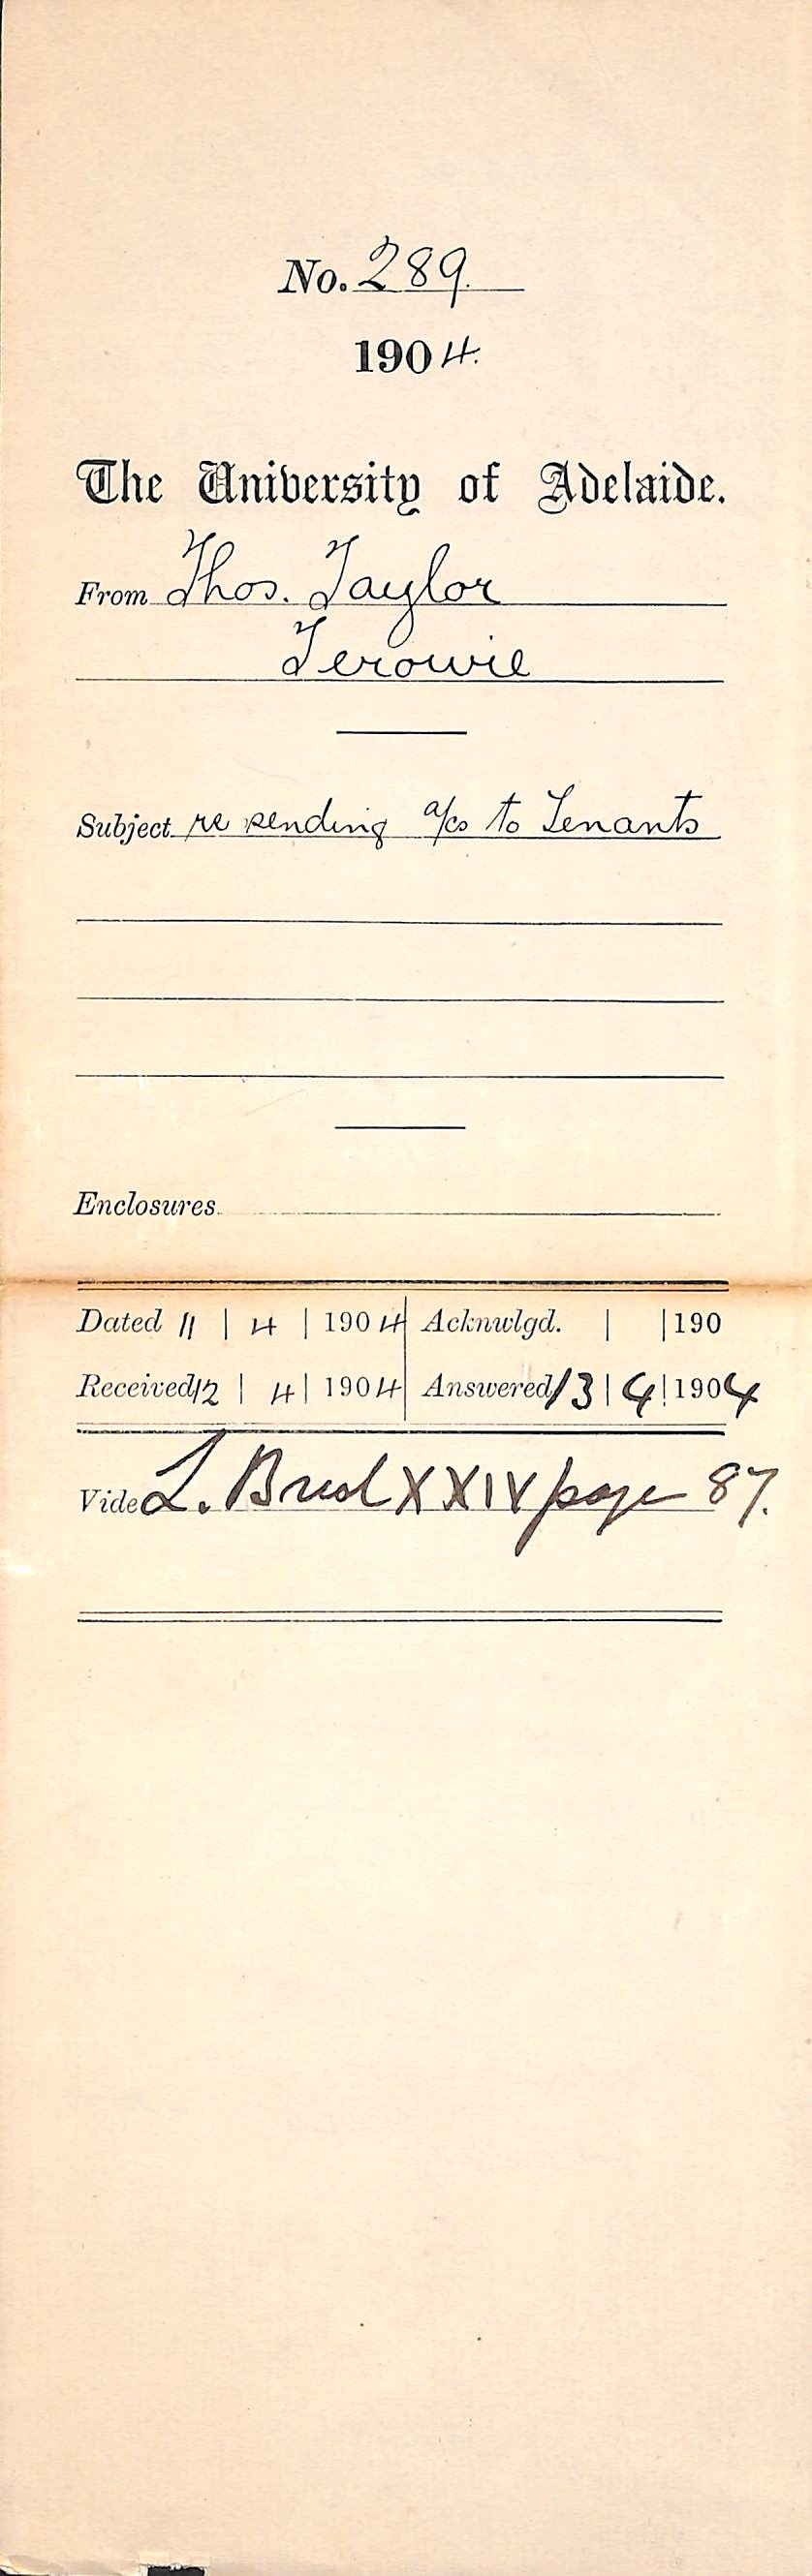 No. 289.
1904.
The University of Adelaide.
From Thos. Taylor
Terowie
Subject re sending a/cs to Tenants
Enclosures.
Dated 11 | 4 | 1904 Acknwlgd. | | 190
Received 12 | 4 | 1904 Answered 13 | 4 | 1904
Vide L. XXIV page 87.